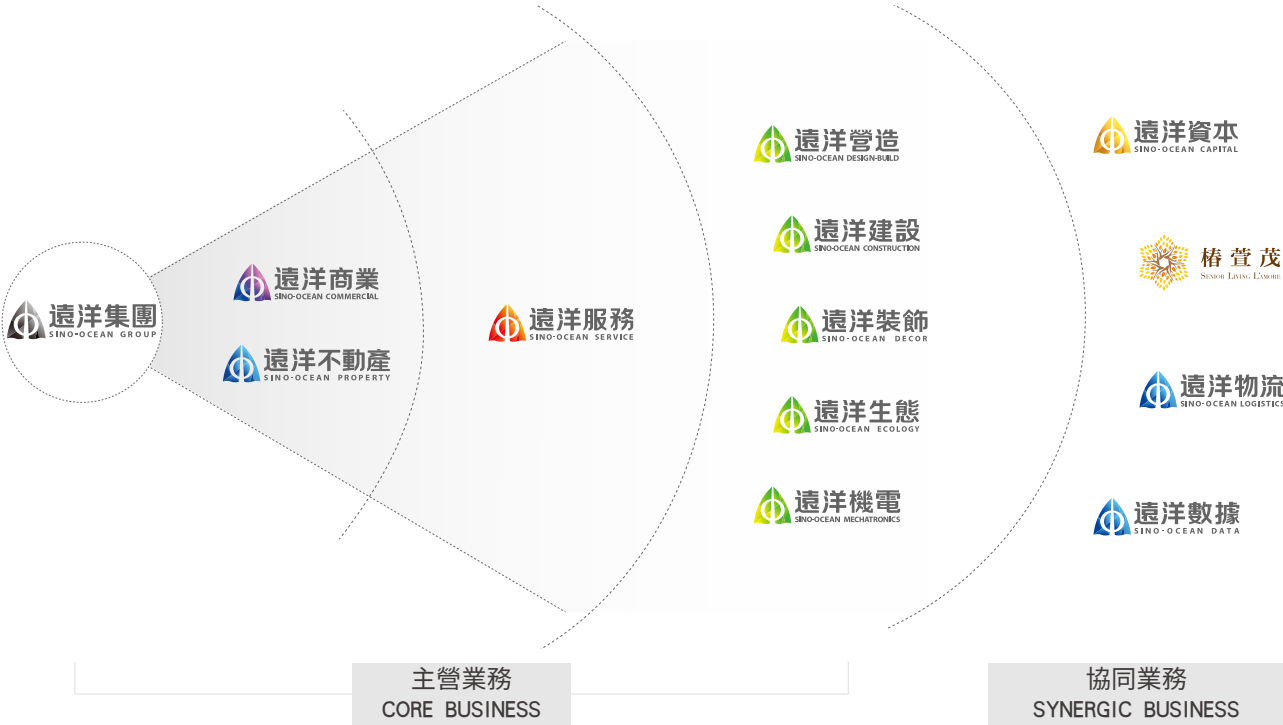 遠洋集團
SINO-OCEAN GROUP
遠洋商業
SINO-OCEAN COMMERCIAL
遠洋不動產
SINO-OCEAN PROPERTY
遠洋服務
SINO-OCEAN SERVICE
遠洋營造
SINO-OCEAN DESIGN-BUILD
遠洋建設
SINO-OCEAN CONSTRUCTION
遠洋裝飾
SINO-OCEAN DECOR
遠洋生態
SINO-OCEAN ECOLOGY
遠洋機電
SINO-OCEAN MECHATRONICS
遠洋資本
SINO-OCEAN CAPITAL
椿萱茂
SENIOR LIVING L'AMORE
遠洋物流
SINO-OCEAN LOGISTICS
遠洋數據
SINO-OCEAN DATA
主營業務
CORE BUSINESS
協同業務
SYNERGIC BUSINESS